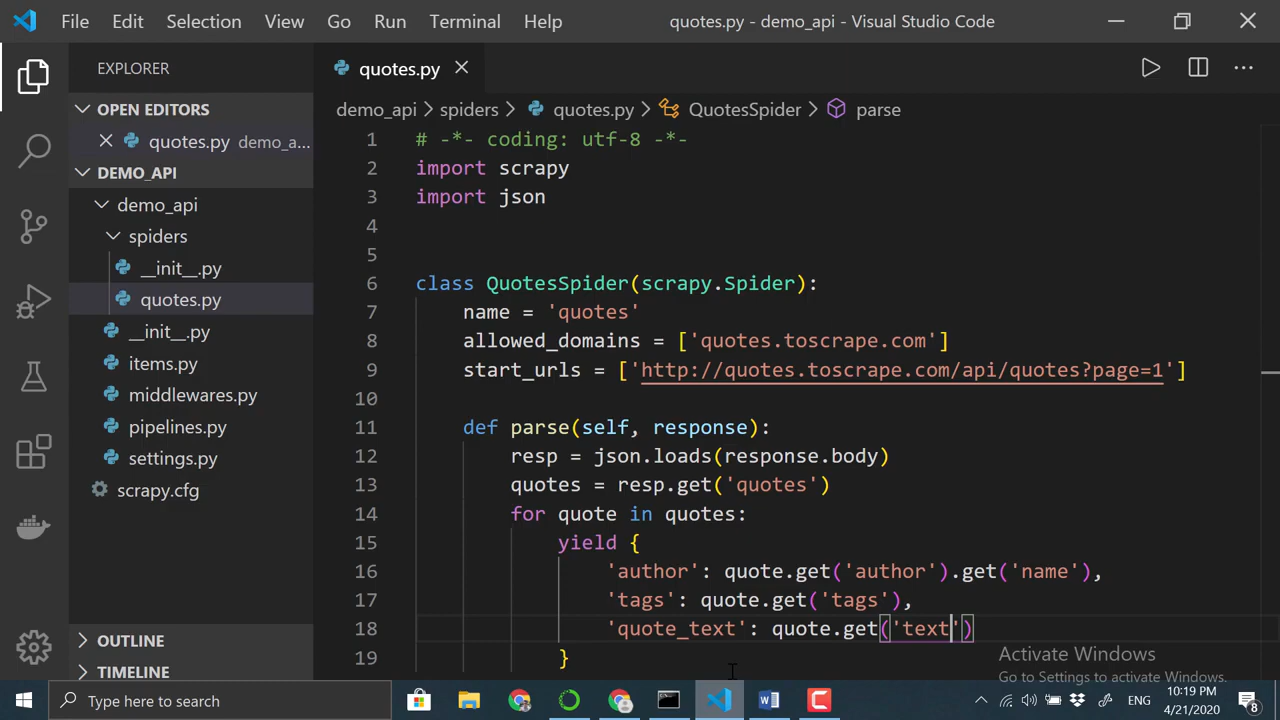 File Edit Selection View Go Run Terminal Help quotes.py - demo_api - Visual Studio Code
EXPLORER
OPEN EDITORS
quotes.py demo_a...
DEMO_API
demo_api
spiders
__init__.py
quotes.py
__init__.py
items.py
middlewares.py
pipelines.py
settings.py
scrapy.cfg
OUTLINE
TIMELINE
quotes.py
demo_api > spiders > quotes.py > QuotesSpider > parse
1 # -*- coding: utf-8 -*-
2 import scrapy
3 import json
4
5
6 class QuotesSpider(scrapy.Spider):
7 name = 'quotes'
8 allowed_domains = ['quotes.toscrape.com']
9 start_urls = ['http://quotes.toscrape.com/api/quotes?page=1']
10
11 def parse(self, response):
12 resp = json.loads(response.body)
13 quotes = resp.get('quotes')
14 for quote in quotes:
15 yield {
16 'author': quote.get('author').get('name'),
17 'tags': quote.get('tags'),
18 'quote_text': quote.get('text')
19 }
Activate Windows
Go to Settings to activate Windows.
Type here to search
ENG
10:19 PM
4/21/2020
8